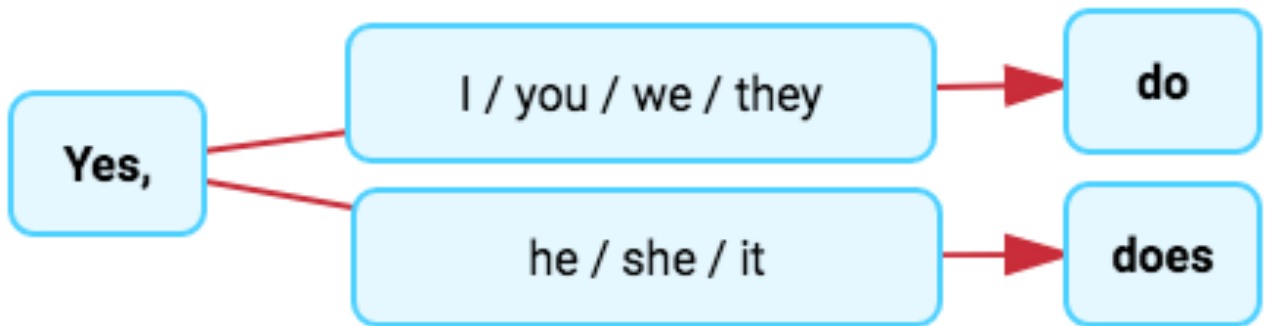 Yes,
I / you / we / they
do
he / she / it
does